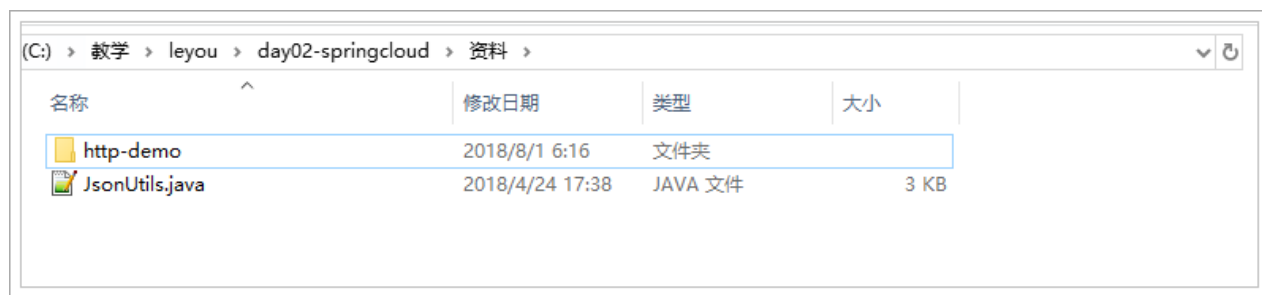 (C:) › 教学 › leyou › day02-springcloud › 资料 ›
名称 修改日期 类型 大小
http-demo 2018/8/1 6:16 文件夹
JsonUtils.java 2018/4/24 17:38 JAVA 文件 3 KB